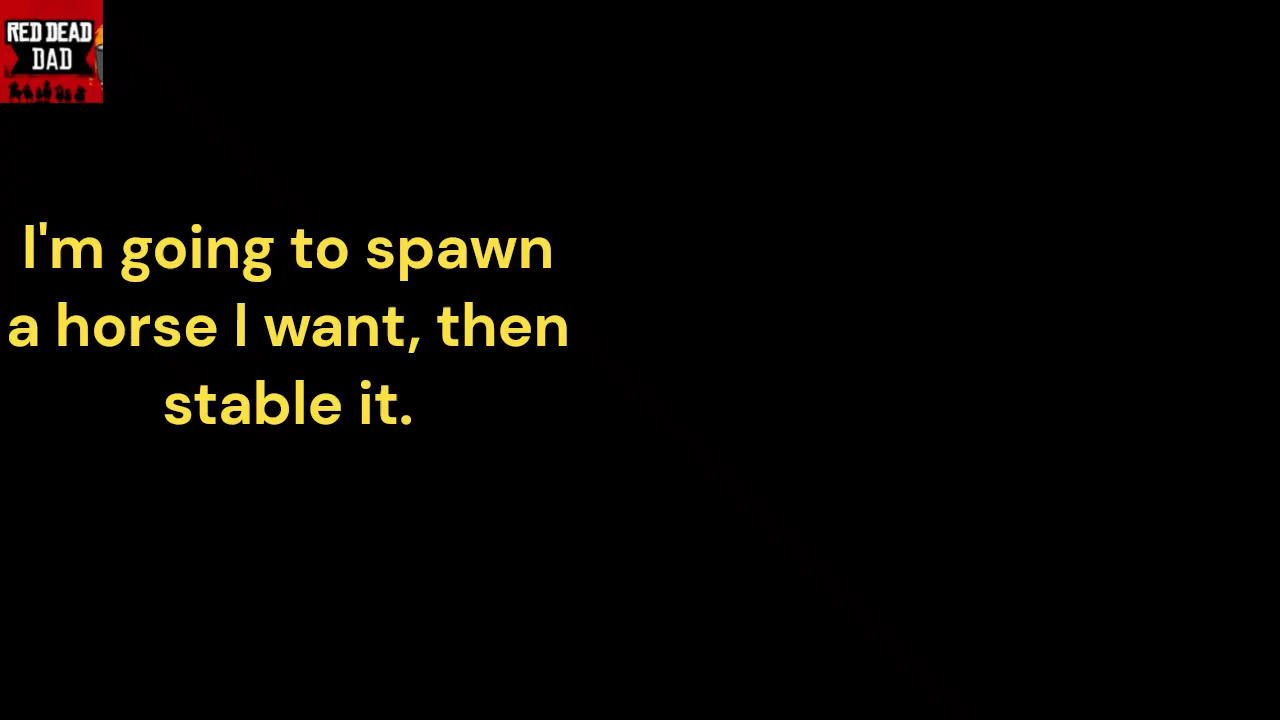 RED DEAD
DAD
I'm going to spawn
a horse I want, then
stable it.